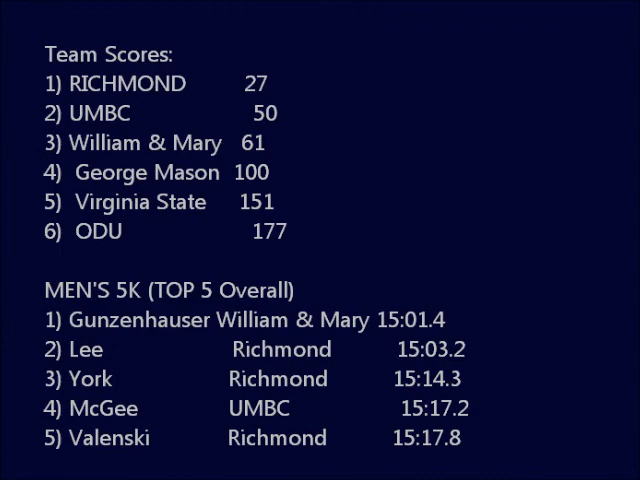 Team Scores:
1) RICHMOND 27
2) UMBC 50
3) William & Mary 61
4) George Mason 100
5) Virginia State 151
6) ODU 177
MEN'S 5K (TOP 5 Overall)
1) Gunzenhauser William & Mary 15:01.4
2) Lee Richmond 15:03.2
3) York Richmond 15:14.3
4) McGee UMBC 15:17.2
5) Valenski Richmond 15:17.8